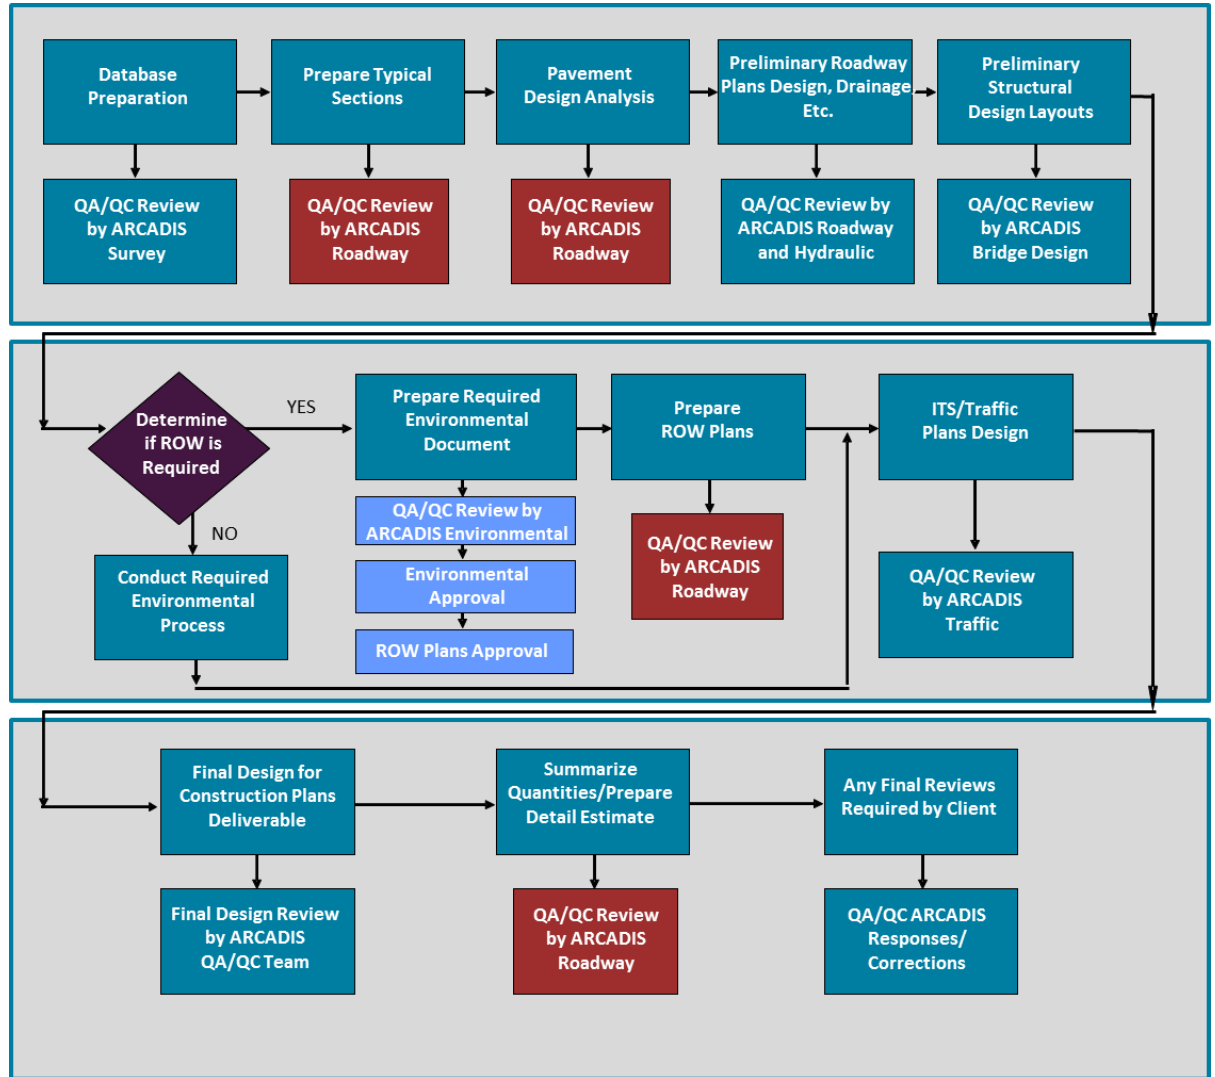 Database
Preparation
Prepare Typical
Sections
Pavement
Design Analysis
Preliminary Roadway
Plans Design, Drainage,
Etc.
Preliminary
Structural
Design Layouts
QA/QC Review
by ARCADIS
Survey
QA/QC Review
by ARCADIS
Roadway
QA/QC Review
by ARCADIS
Roadway
QA/QC Review by
ARCADIS Roadway
and Hydraulic
QA/QC Review
by ARCADIS
Bridge Design
Determine
if ROW is
Required
YES
NO
Prepare Required
Environmental
Document
Prepare
ROW Plans
ITS/Traffic
Plans Design
QA/QC Review by
ARCADIS Environmental
Environmental
Approval
ROW Plans Approval
Conduct Required
Environmental
Process
QA/QC Review
by ARCADIS
Roadway
QA/QC Review
by ARCADIS
Traffic
Final Design for
Construction Plans
Deliverable
Summarize
Quantities/Prepare
Detail Estimate
Any Final Reviews
Required by Client
Final Design Review
by ARCADIS
QA/QC Team
QA/QC Review
by ARCADIS
Roadway
QA/QC ARCADIS
Responses/
Corrections